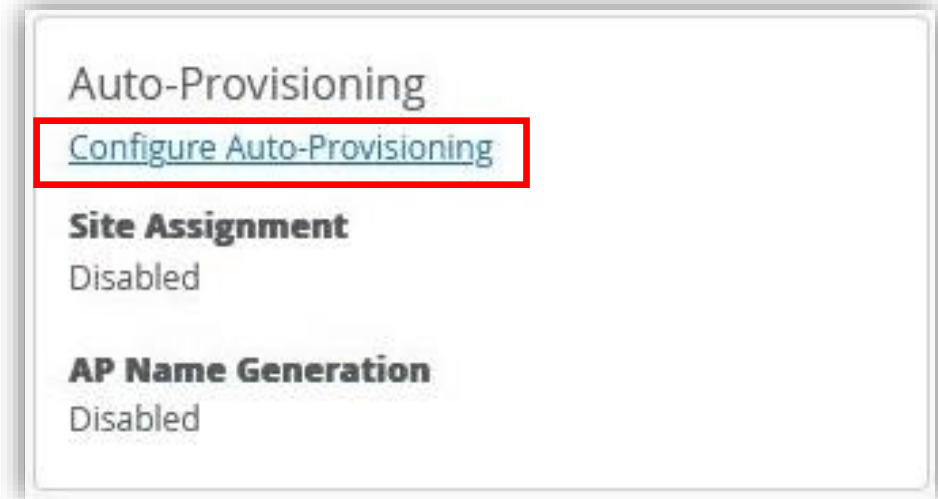 Auto-Provisioning
Configure Auto-Provisioning
Site Assignment
Disabled
AP Name Generation
Disabled